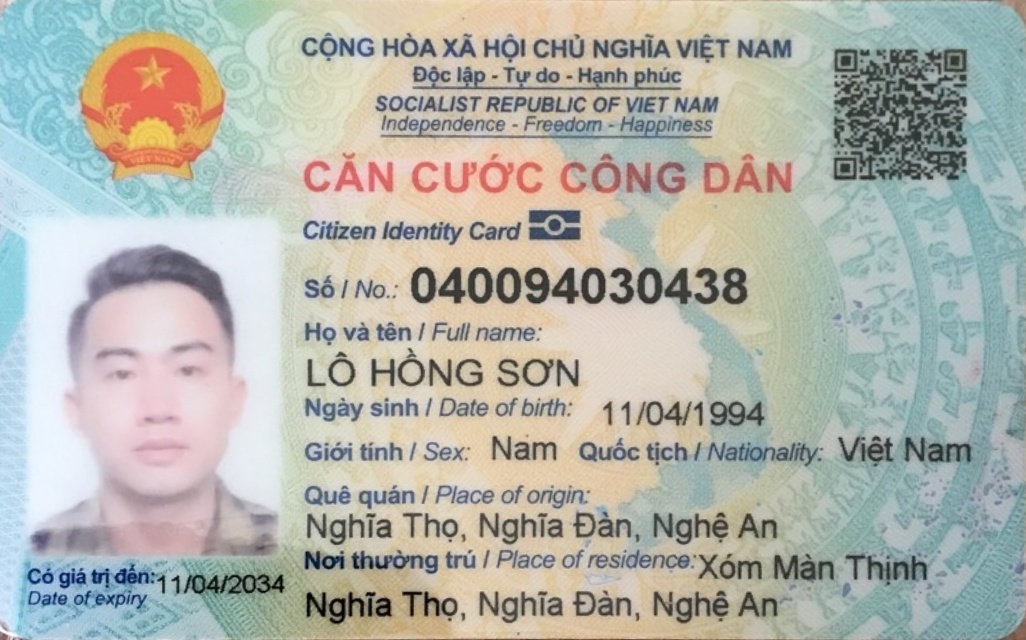 CỘNG HÒA XÃ HỘI CHỦ NGHĨA VIỆT NAM
Độc lập - Tự do - Hạnh phúc
SOCIALIST REPUBLIC OF VIET NAM
Independence - Freedom - Happiness
CĂN CƯỚC CÔNG DÂN
Citizen Identity Card
Số / No.: 040094030438
Họ và tên / Full name:
LÔ HỒNG SƠN
Ngày sinh / Date of birth: 11/04/1994
Giới tính / Sex: Nam Quốc tịch / Nationality: Việt Nam
Quê quán / Place of origin:
Nghĩa Thọ, Nghĩa Đàn, Nghệ An
Nơi thường trú / Place of residence: Xóm Màn Thịnh
Nghĩa Thọ, Nghĩa Đàn, Nghệ An
Có giá trị đến: 11/04/2034
Date of expiry
VIỆT NAM